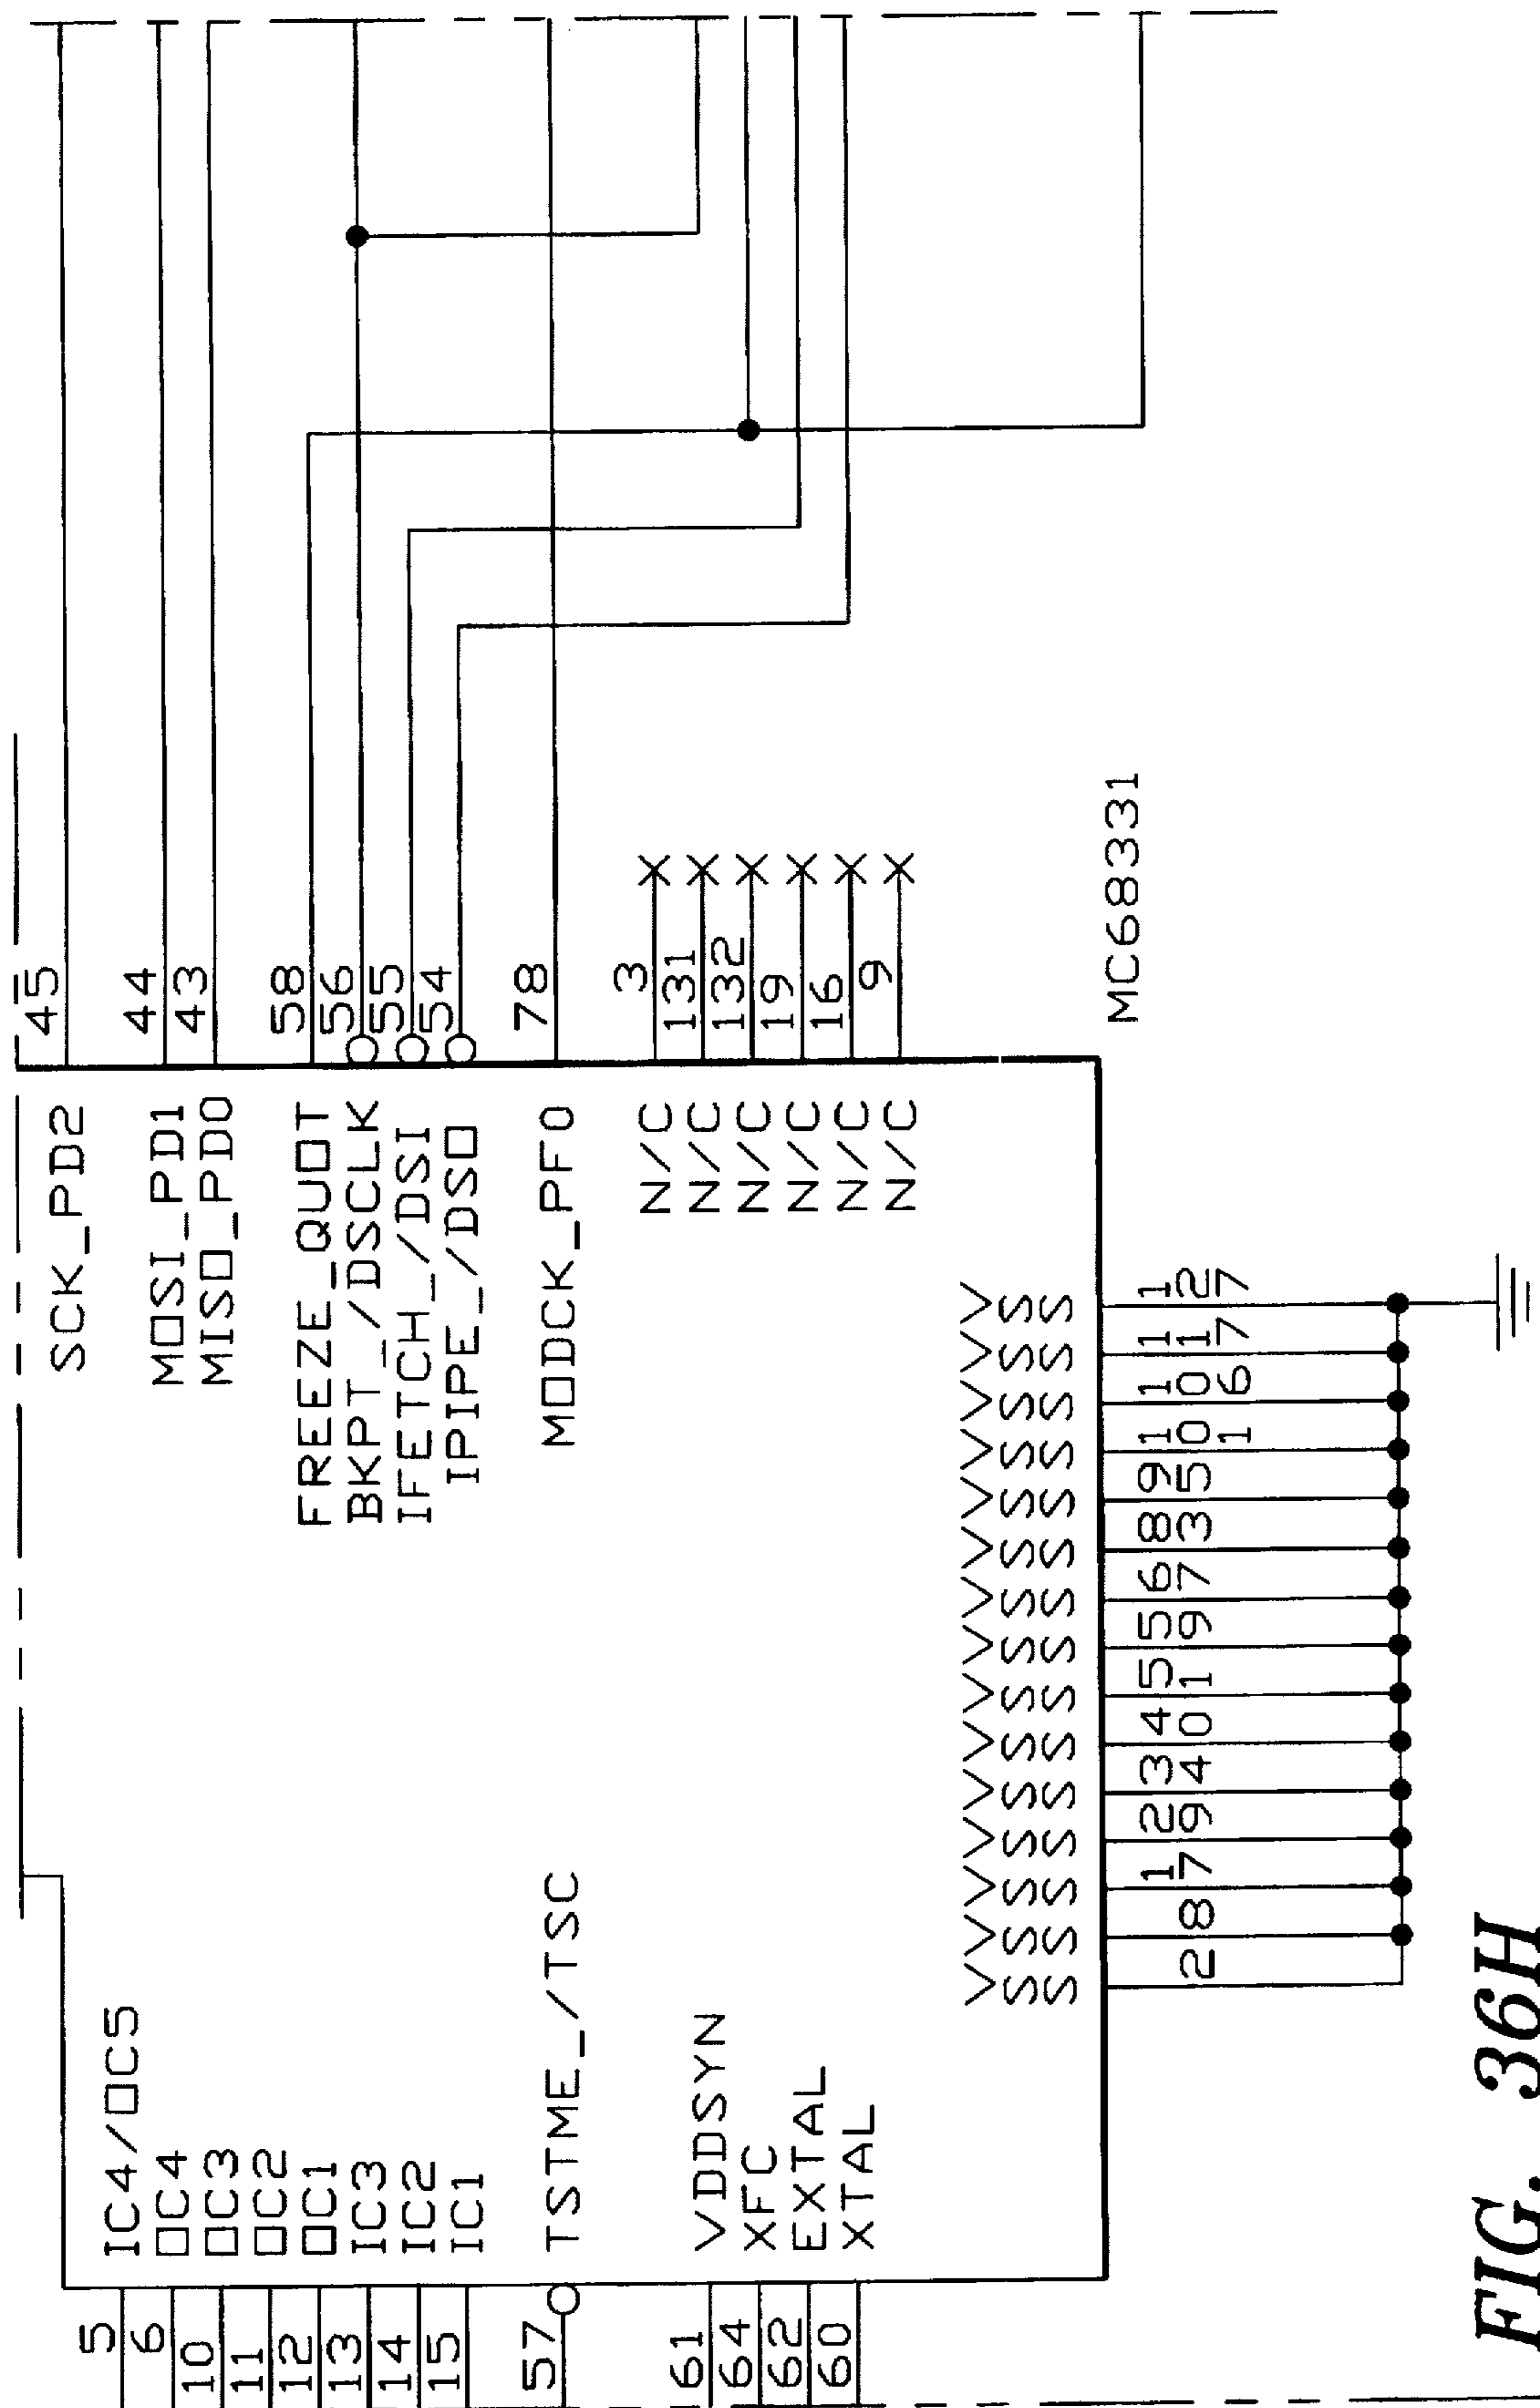 5 IC4/OC5
6 OC4
10 OC3
11 OC2
12 OC1
13 IC3
14 IC2
15 IC1
57 TSTME_/TSC
61 VDDSYN
64 XFC
62 EXTAL
60 XTAL
SCK_PD2 45
MOSI_PD1 44
MISO_PD0 43
FREEZE_QUOT 58
BKPT_/DSCLK 56
IFETCH_/DSI 55
IPIPE_/DSO 54
MODCK_PF0 78
N/C 3
N/C 131
N/C 132
N/C 19
N/C 16
N/C 9
VSS VSS VSS VSS VSS VSS VSS VSS VSS VSS VSS VSS VSS VSS VSS
2 8 17 29 34 40 51 59 67 83 95 101 106 117 127
MC68331
FIG. 36H